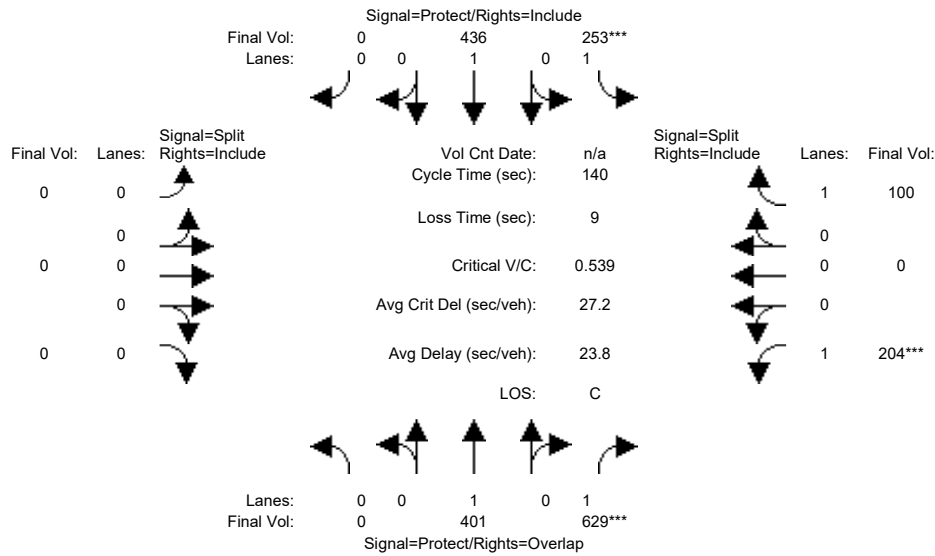 Signal=Protect/Rights=Include
Final Vol: 0 436 253***
Lanes: 0 0 1 0 1
Signal=Split
Final Vol: Lanes: Rights=Include
Vol Cnt Date: n/a
Signal=Split
Rights=Include Lanes: Final Vol:
Cycle Time (sec): 140
0 0
1 100
Loss Time (sec): 9
0
0
0 0
Critical V/C: 0.539
0 0
0
Avg Crit Del (sec/veh): 27.2
0
0 0
Avg Delay (sec/veh): 23.8
1 204***
LOS: C
Lanes: 0 0 1 0 1
Final Vol: 0 401 629***
Signal=Protect/Rights=Overlap